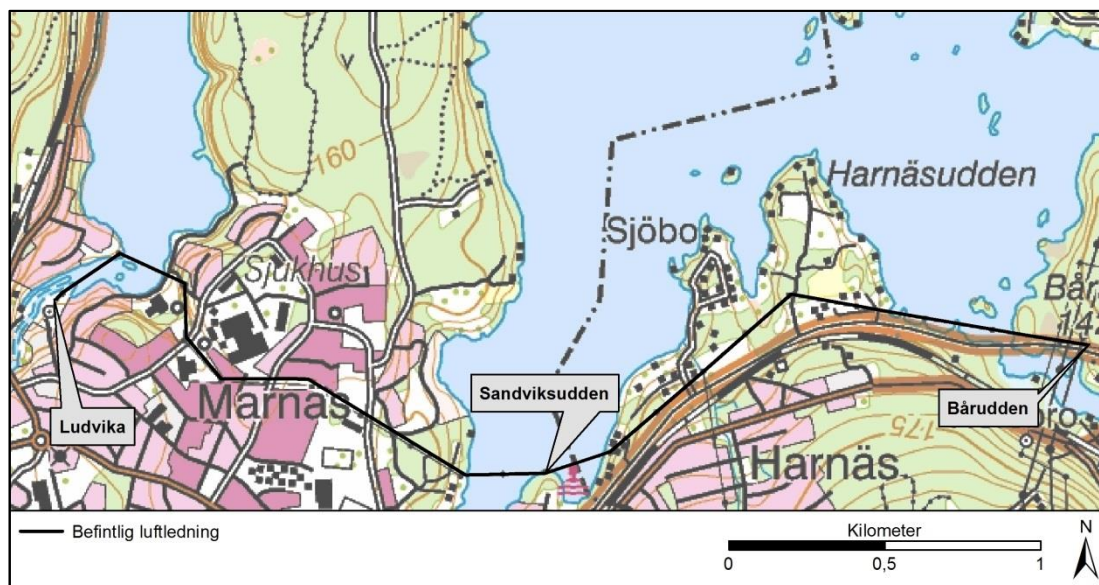 160
Harnäsudden
Sjöbo
Sjukhus
Ludvika
Marnäs
Sandviksudden
Bårudden
175
Harnäs
Befintlig luftledning
Kilometer
0
0,5
1
N